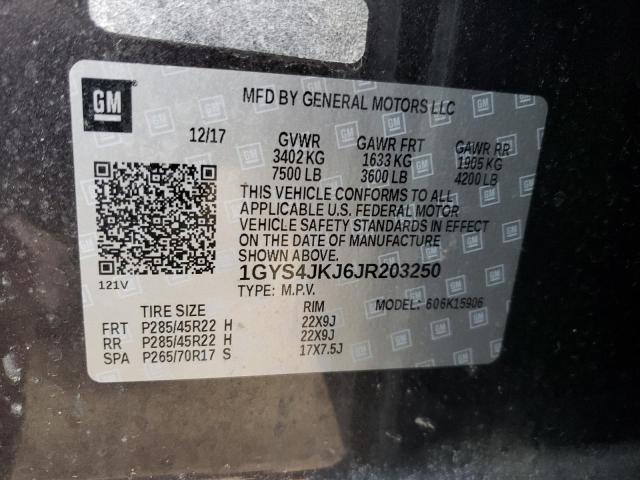 GM
MFD BY GENERAL MOTORS LLC
12/17 GVWR GAWR FRT GAWR RR
3402 KG 1633 KG 1905 KG
7500 LB 3600 LB 4200 LB
THIS VEHICLE CONFORMS TO ALL
APPLICABLE U.S. FEDERAL MOTOR
VEHICLE SAFETY STANDARDS IN EFFECT
ON THE DATE OF MANUFACTURE
SHOWN ABOVE.
121V 1GYS4JKJ6JR203250
TYPE: M.P.V. MODEL: 606K15906
TIRE SIZE RIM
FRT P285/45R22 H 22X9J
RR P285/45R22 H 22X9J
SPA P265/70R17 S 17X7.5J